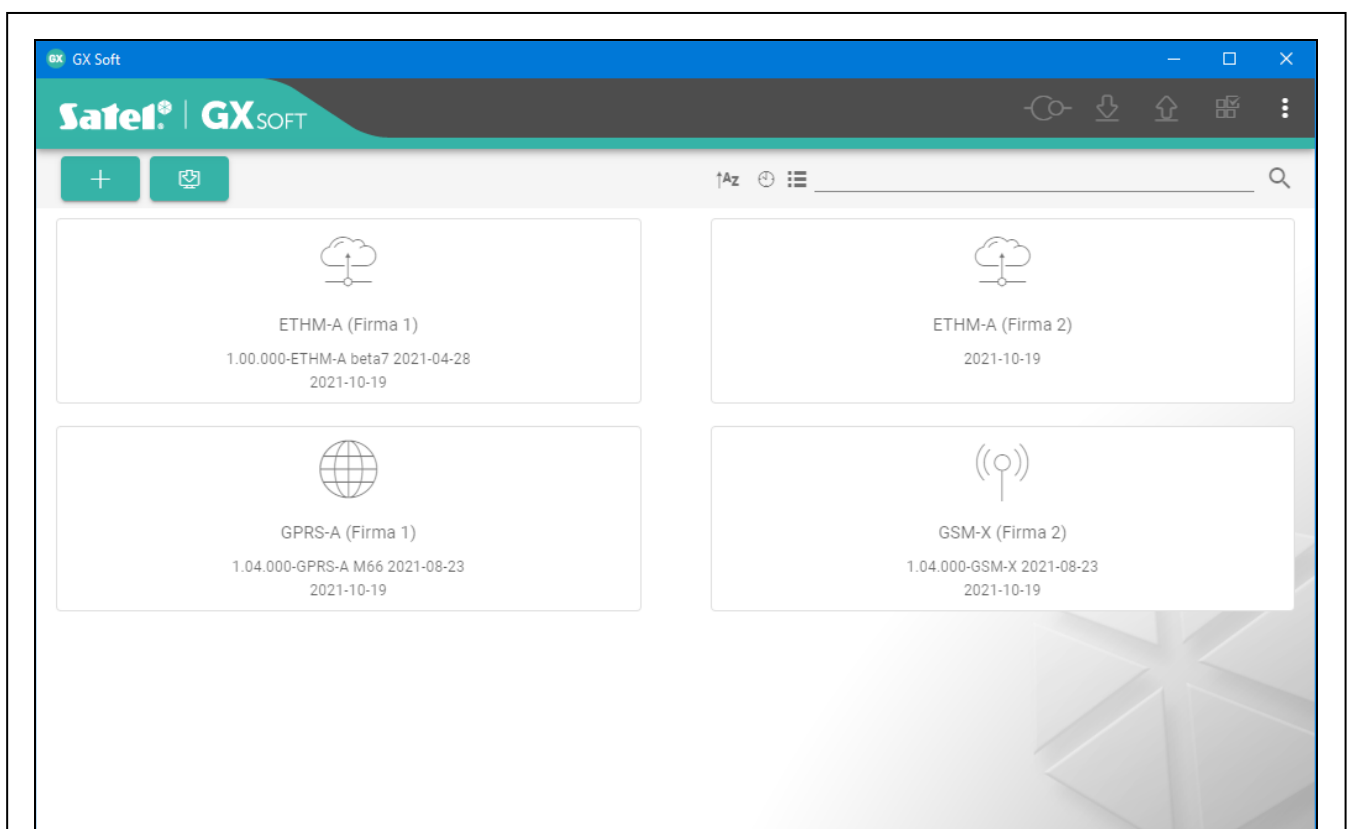 GX GX Soft
Satel® | GXSOFT
AZ
ETHM-A (Firma 1)
1.00.000-ETHM-A beta7 2021-04-28
2021-10-19
ETHM-A (Firma 2)
2021-10-19
GPRS-A (Firma 1)
1.04.000-GPRS-A M66 2021-08-23
2021-10-19
GSM-X (Firma 2)
1.04.000-GSM-X 2021-08-23
2021-10-19